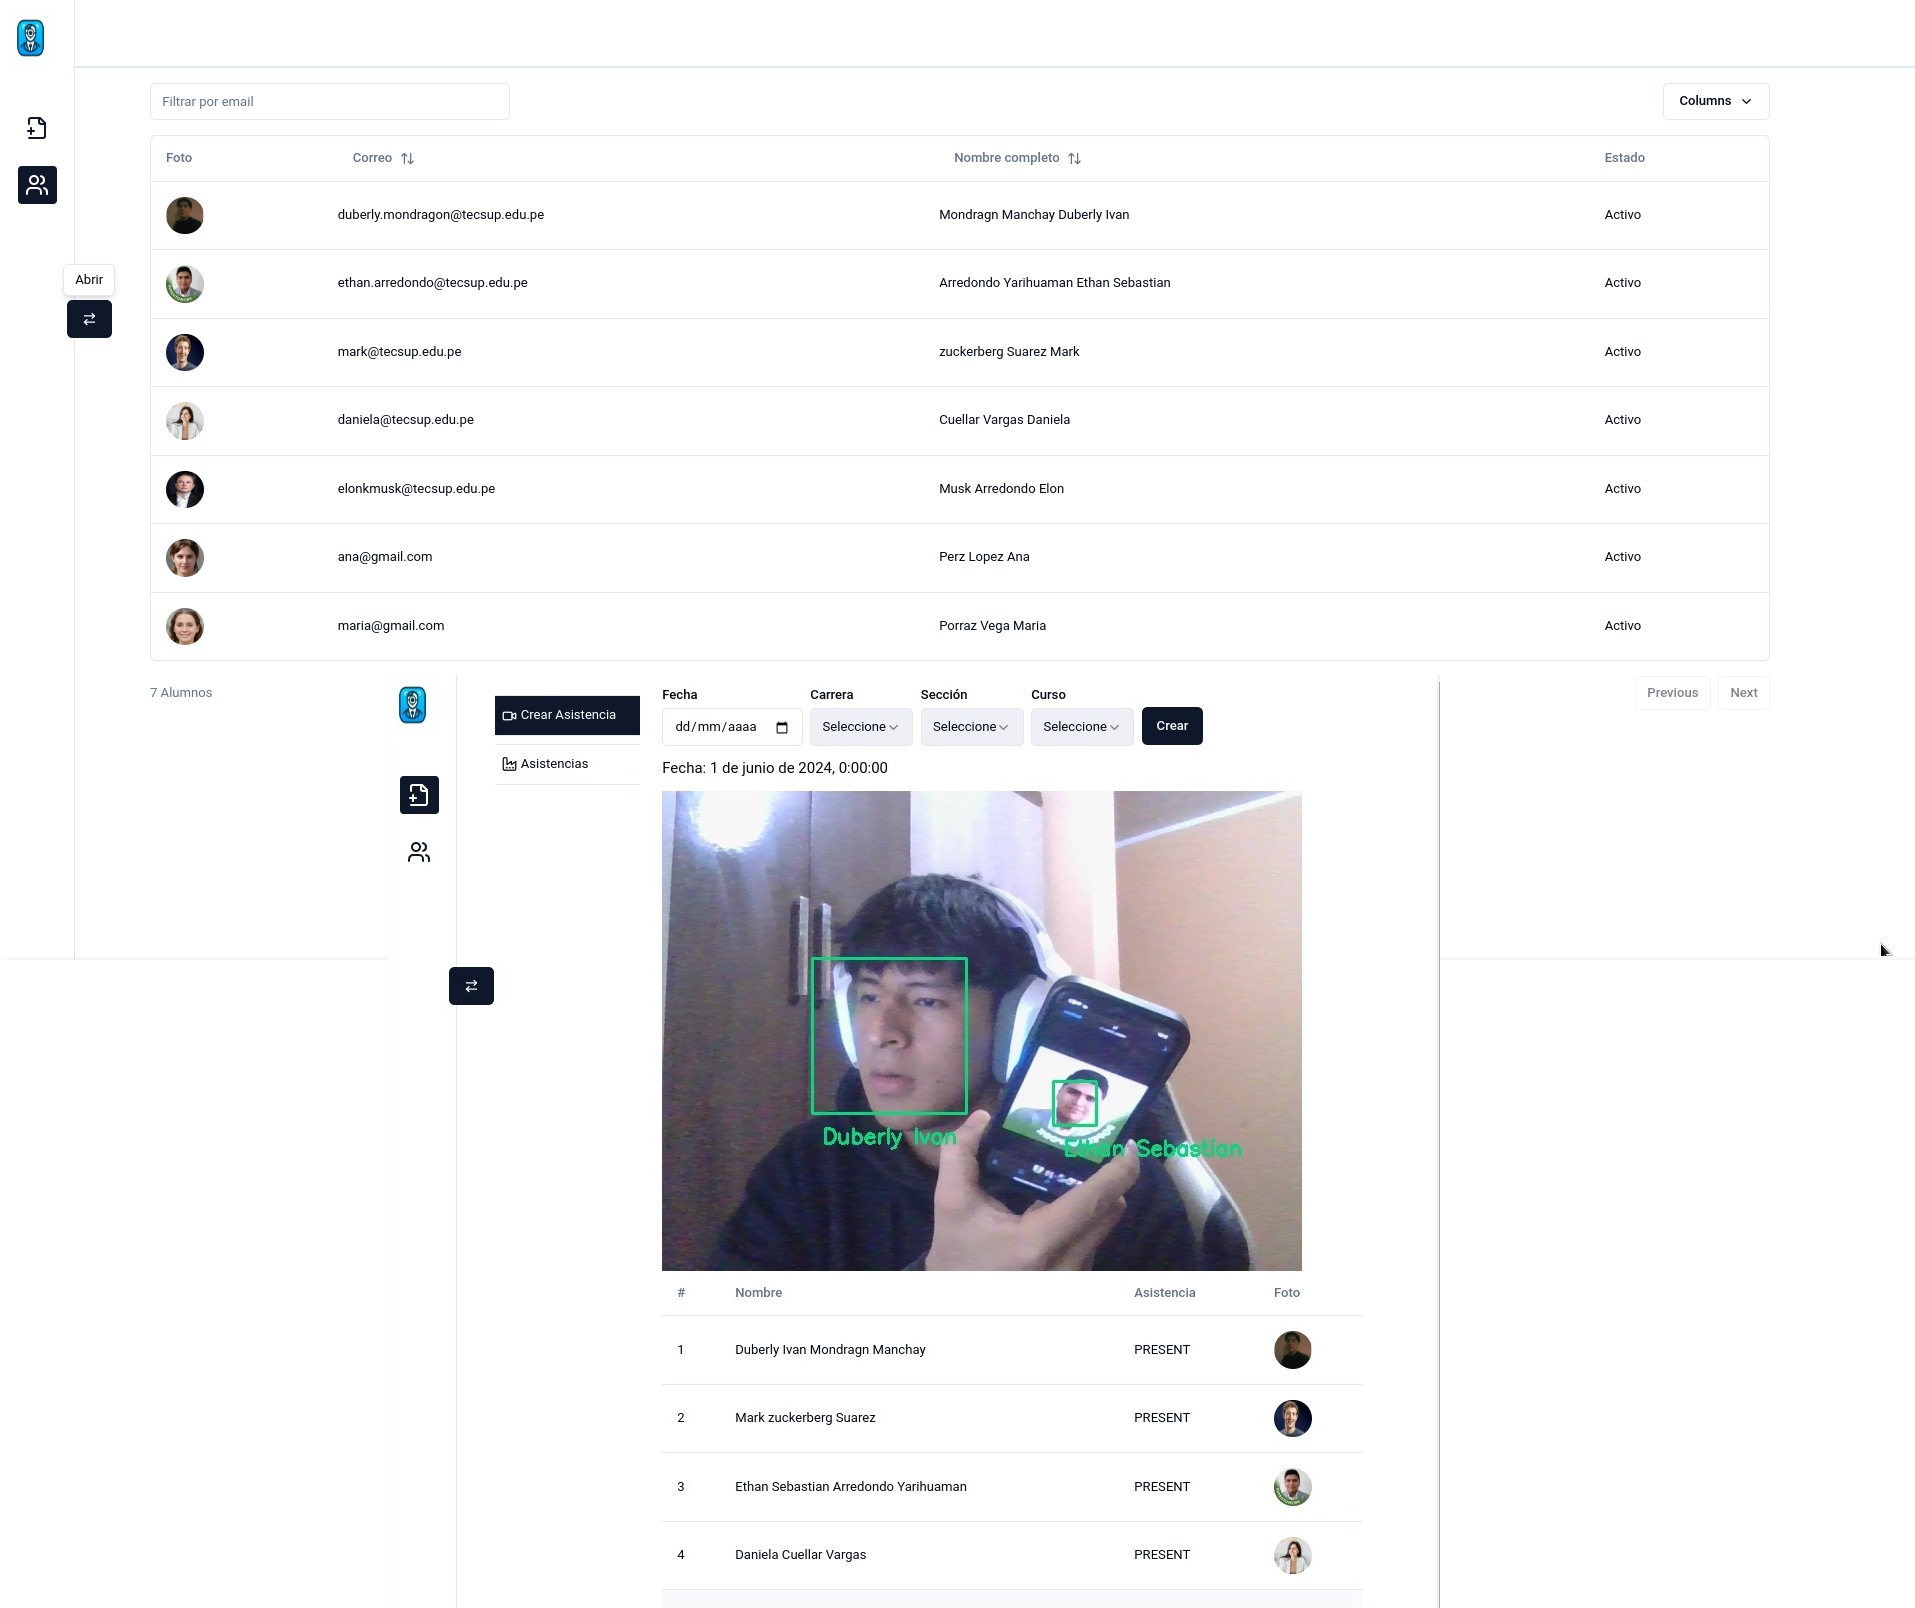 Filtrar por email
Columns
Foto Correo Nombre completo Estado
duberly.mondragon@tecsup.edu.pe Mondragn Manchay Duberly Ivan Activo
Abrir
ethan.arredondo@tecsup.edu.pe Arredondo Yarihuaman Ethan Sebastian Activo
mark@tecsup.edu.pe zuckerberg Suarez Mark Activo
daniela@tecsup.edu.pe Cuellar Vargas Daniela Activo
elonkmusk@tecsup.edu.pe Musk Arredondo Elon Activo
ana@gmail.com Perz Lopez Ana Activo
maria@gmail.com Porraz Vega Maria Activo
7 Alumnos
Previous Next
Crear Asistencia
Asistencias
Fecha Carrera Sección Curso
dd/mm/aaaa Seleccione Seleccione Seleccione Crear
Fecha: 1 de junio de 2024, 0:00:00
Duberly Ivan
Ethan Sebastian
# Nombre Asistencia Foto
1 Duberly Ivan Mondragn Manchay PRESENT
2 Mark zuckerberg Suarez PRESENT
3 Ethan Sebastian Arredondo Yarihuaman PRESENT
4 Daniela Cuellar Vargas PRESENT